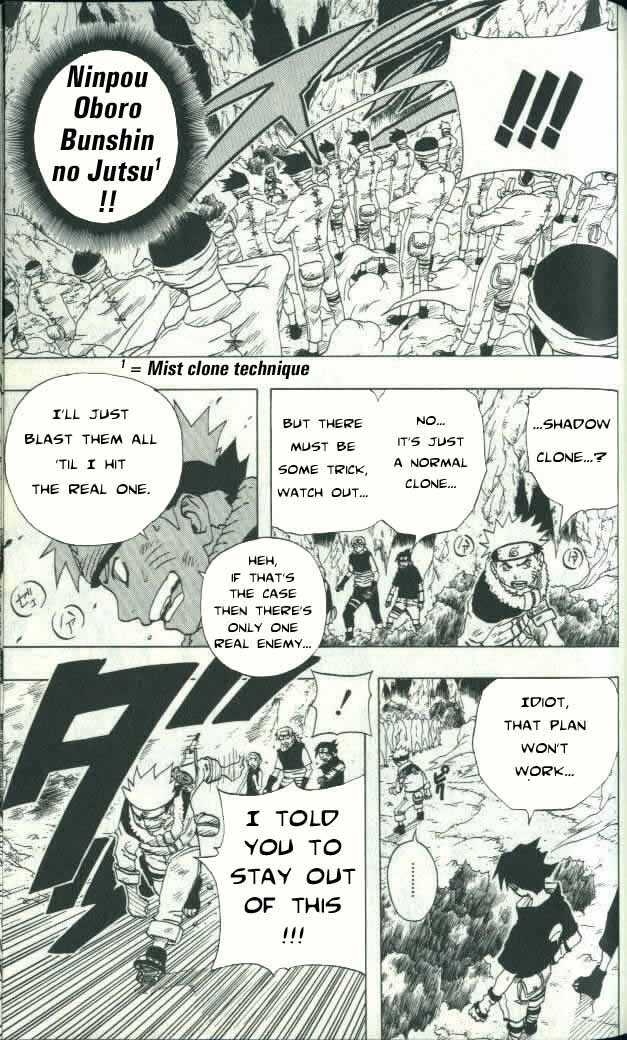 !!!
Ninpou
Oboro
Bunshin
no Jutsu¹
!!
¹ = Mist clone technique
...SHADOW
CLONE...?
NO...
IT'S JUST
A NORMAL
CLONE...
BUT THERE
MUST BE
SOME TRICK,
WATCH OUT...
HEH,
IF THAT'S
THE CASE
THEN THERE'S
ONLY ONE
REAL ENEMY...
I'LL JUST
BLAST THEM ALL
'TIL I HIT
THE REAL ONE.
IDIOT,
THAT PLAN
WON'T
WORK...
.........
!
I TOLD
YOU TO
STAY OUT
OF THIS
!!!
ダッ